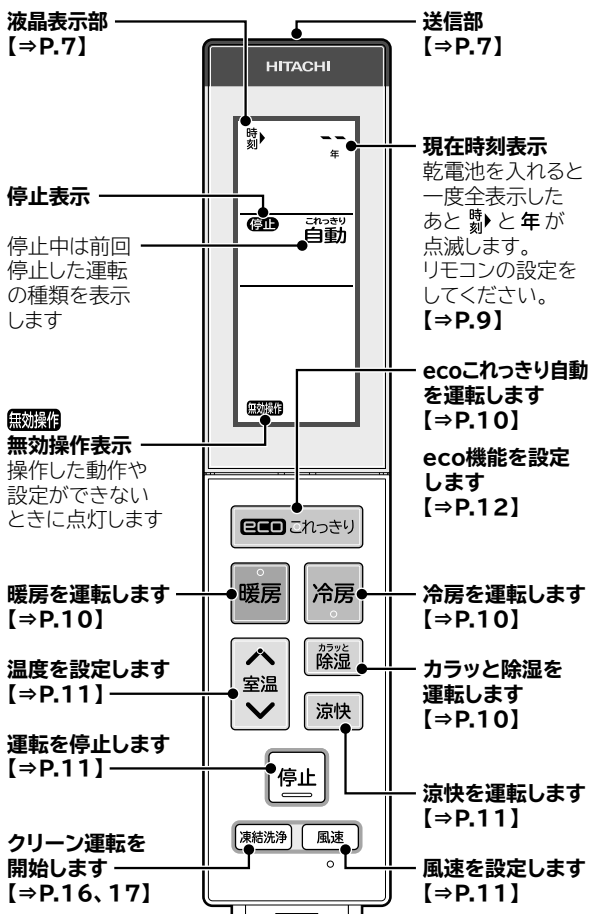 液晶表示部
【⇒P.7】
送信部
【⇒P.7】
HITACHI
時刻
年
現在時刻表示
乾電池を入れると
一度全表示した
あと 時刻 と 年 が
点滅します。
リモコンの設定を
してください。
【⇒P.9】
停止表示
停止中は前回
停止した運転
の種類を表示
します
停止
これっきり
自動
無効操作
無効操作
無効操作表示
操作した動作や
設定ができない
ときに点灯します
ecoこれっきり自動
を運転します
【⇒P.10】
eco機能を設定
します
【⇒P.12】
eco これっきり
暖房を運転します
【⇒P.10】
暖房
冷房
冷房を運転します
【⇒P.10】
温度を設定します
【⇒P.11】
室温
カラッと
除湿
カラッと除湿を
運転します
【⇒P.10】
涼快
運転を停止します
【⇒P.11】
停止
涼快を運転します
【⇒P.11】
クリーン運転を
開始します
【⇒P.16、17】
凍結洗浄
風速
風速を設定します
【⇒P.11】